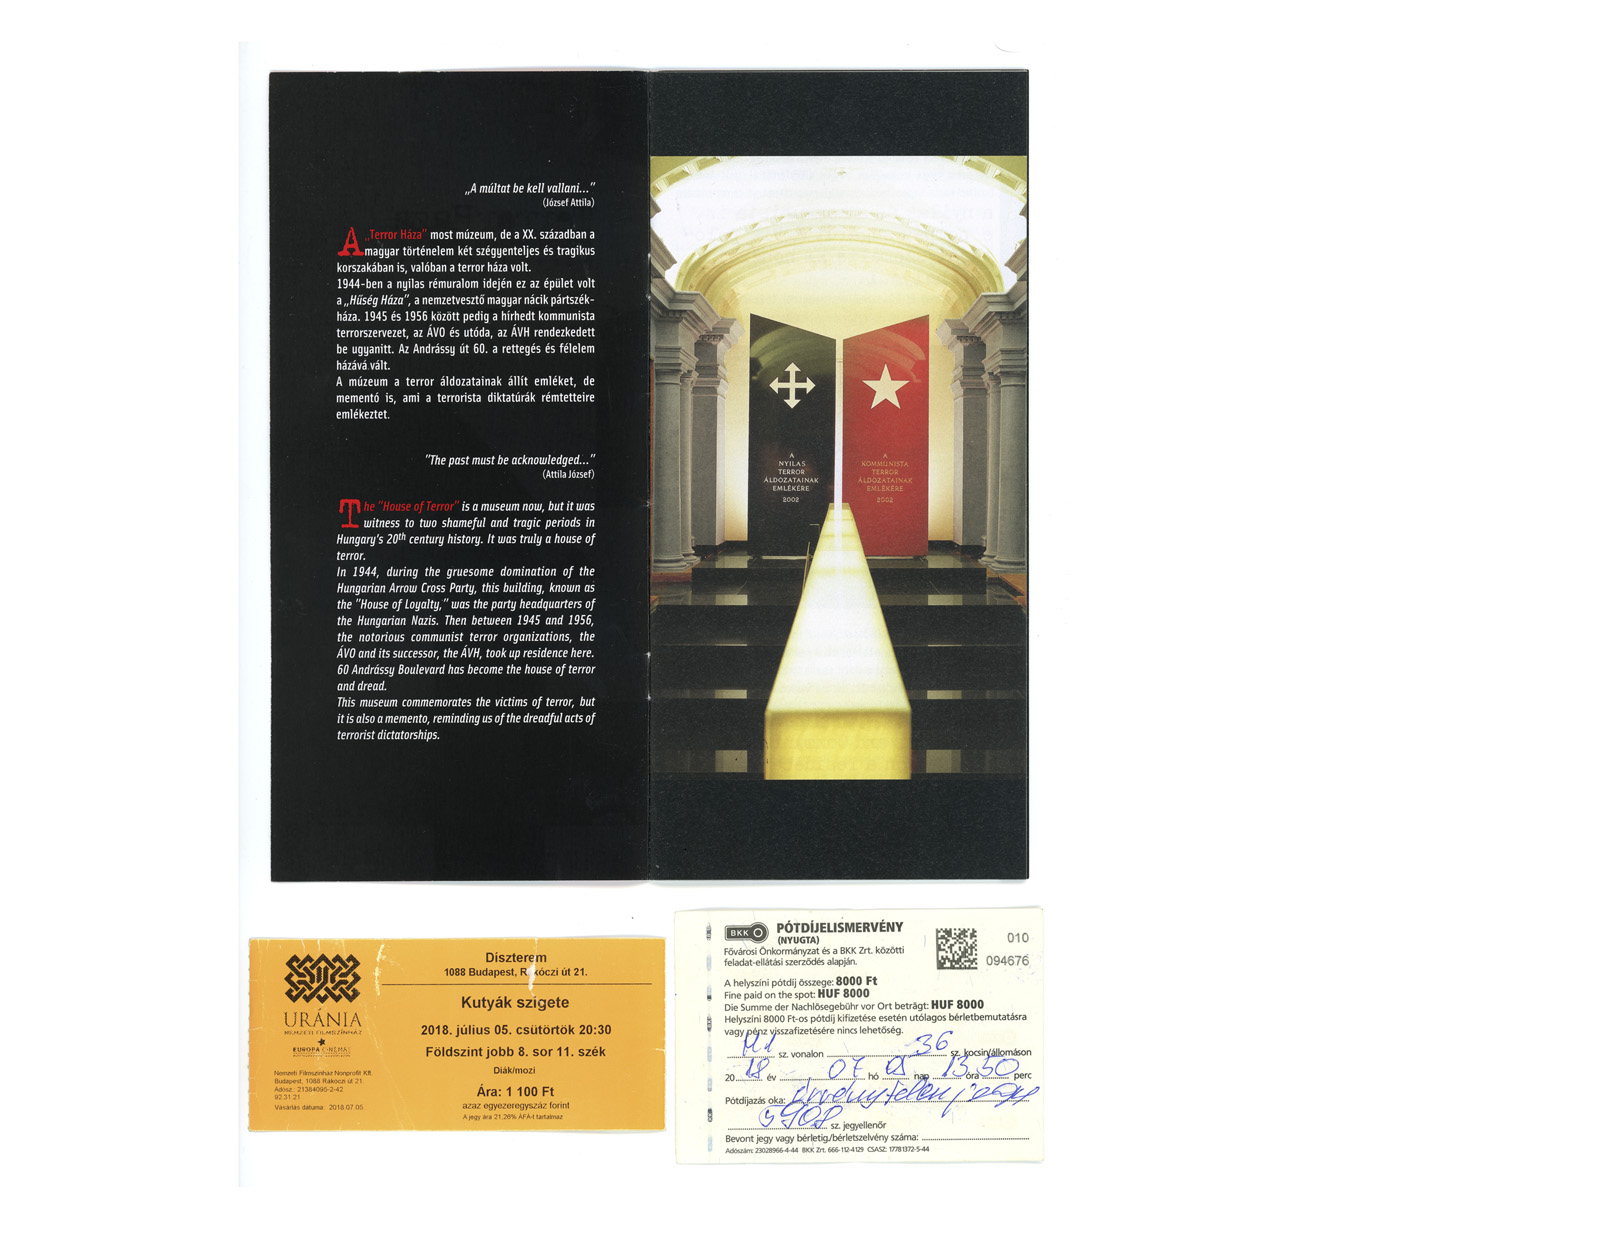 „A múltat be kell vallani..."
(József Attila)
A „Terror Háza" most múzeum, de a XX. században a
magyar történelem két szégyenteljes és tragikus
korszakában is, valóban a terror háza volt.
1944-ben a nyilas rémuralom idején ez az épület volt
a „Hűség Háza", a nemzetvesztő magyar nácik pártszék-
háza. 1945 és 1956 között pedig a hírhedt kommunista
terrorszervezet, az ÁVO és utóda, az ÁVH rendezkedett
be ugyanitt. Az Andrássy út 60. a rettegés és félelem
házává vált.
A múzeum a terror áldozatainak állít emléket, de
mementó is, ami a terrorista diktatúrák rémtetteire
emlékeztet.
"The past must be acknowledged..."
(Attila József)
The "House of Terror" is a museum now, but it was
witness to two shameful and tragic periods in
Hungary's 20th century history. It was truly a house of
terror.
In 1944, during the gruesome domination of the
Hungarian Arrow Cross Party, this building, known as
the "House of Loyalty," was the party headquarters of
the Hungarian Nazis. Then between 1945 and 1956,
the notorious communist terror organizations, the
ÁVO and its successor, the ÁVH, took up residence here.
60 Andrássy Boulevard has become the house of terror
and dread.
This museum commemorates the victims of terror, but
it is also a memento, reminding us of the dreadful acts of
terrorist dictatorships.
A
NYILAS
TERROR
ÁLDOZATAINAK
EMLÉKÉRE
2002
A
KOMMUNISTA
TERROR
ÁLDOZATAINAK
EMLÉKÉRE
2002
URÁNIA
NEMZETI FILMSZÍNHÁZ
EUROPA CINEMAS
Nemzeti Filmszínház Nonprofit Kft.
Budapest, 1088 Rákóczi út 21.
Adósz.: 21384095-2-42
92.31.21
Vásárlás dátuma: 2018.07.05.
Díszterem
1088 Budapest, Rákóczi út 21.
Kutyák szigete
2018. július 05. csütörtök 20:30
Földszint jobb 8. sor 11. szék
Diák/mozi
Ára: 1 100 Ft
azaz egyezeregyszáz forint
A jegy ára 21,26% ÁFÁ-t tartalmaz
BKK
PÓTDÍJELISMERVÉNY
(NYUGTA)
Fővárosi Önkormányzat és a BKK Zrt. közötti
feladat-ellátási szerződés alapján.
010
094676
A helyszíni pótdíj összege: 8000 Ft
Fine paid on the spot: HUF 8000
Die Summe der Nachlösegebühr vor Ort beträgt: HUF 8000
Helyszíni 8000 Ft-os pótdíj kifizetése esetén utólagos bérletbemutatásra
vagy pénz visszafizetésére nincs lehetőség.
M1 sz. vonalon 36 sz. kocsin/állomáson
2018 év 07 hó nap 13 óra 50 perc
Pótdíjazás oka: érvénytelen jegy
5908 sz. jegyellenőr
Bevont jegy vagy bérletig/bérletszelvény száma:
Adószám: 23028966-4-44 BKK Zrt. 666-112-4129 CSASZ: 17781372-5-44